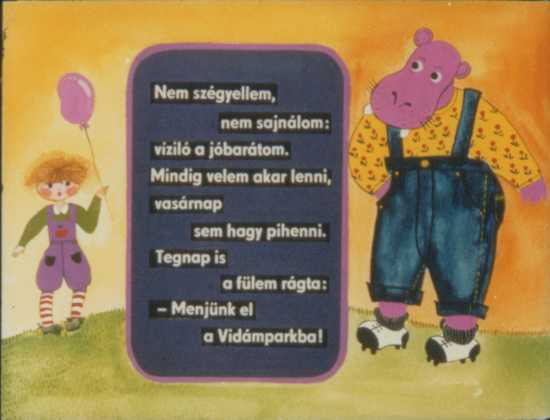 Nem szégyellem,
nem sajnálom:
víziló a jóbarátom.
Mindig velem akar lenni,
vasárnap
sem hagy pihenni.
Tegnap is
a fülem rágta:
– Menjünk el
a Vidámparkba!